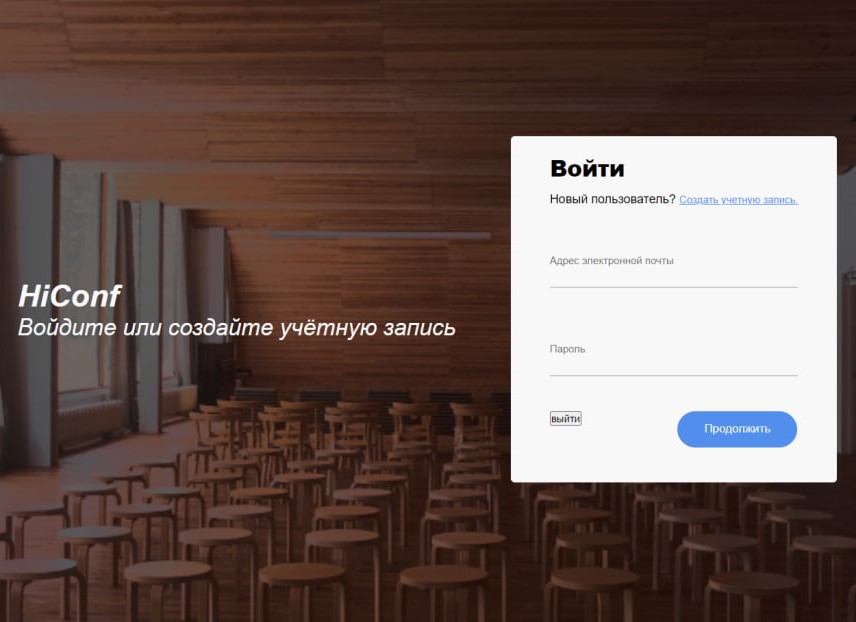 HiConf
Войдите или создайте учётную запись
Войти
Новый пользователь? Создать учетную запись.
Адрес электронной почты
Пароль
выйти
Продолжить